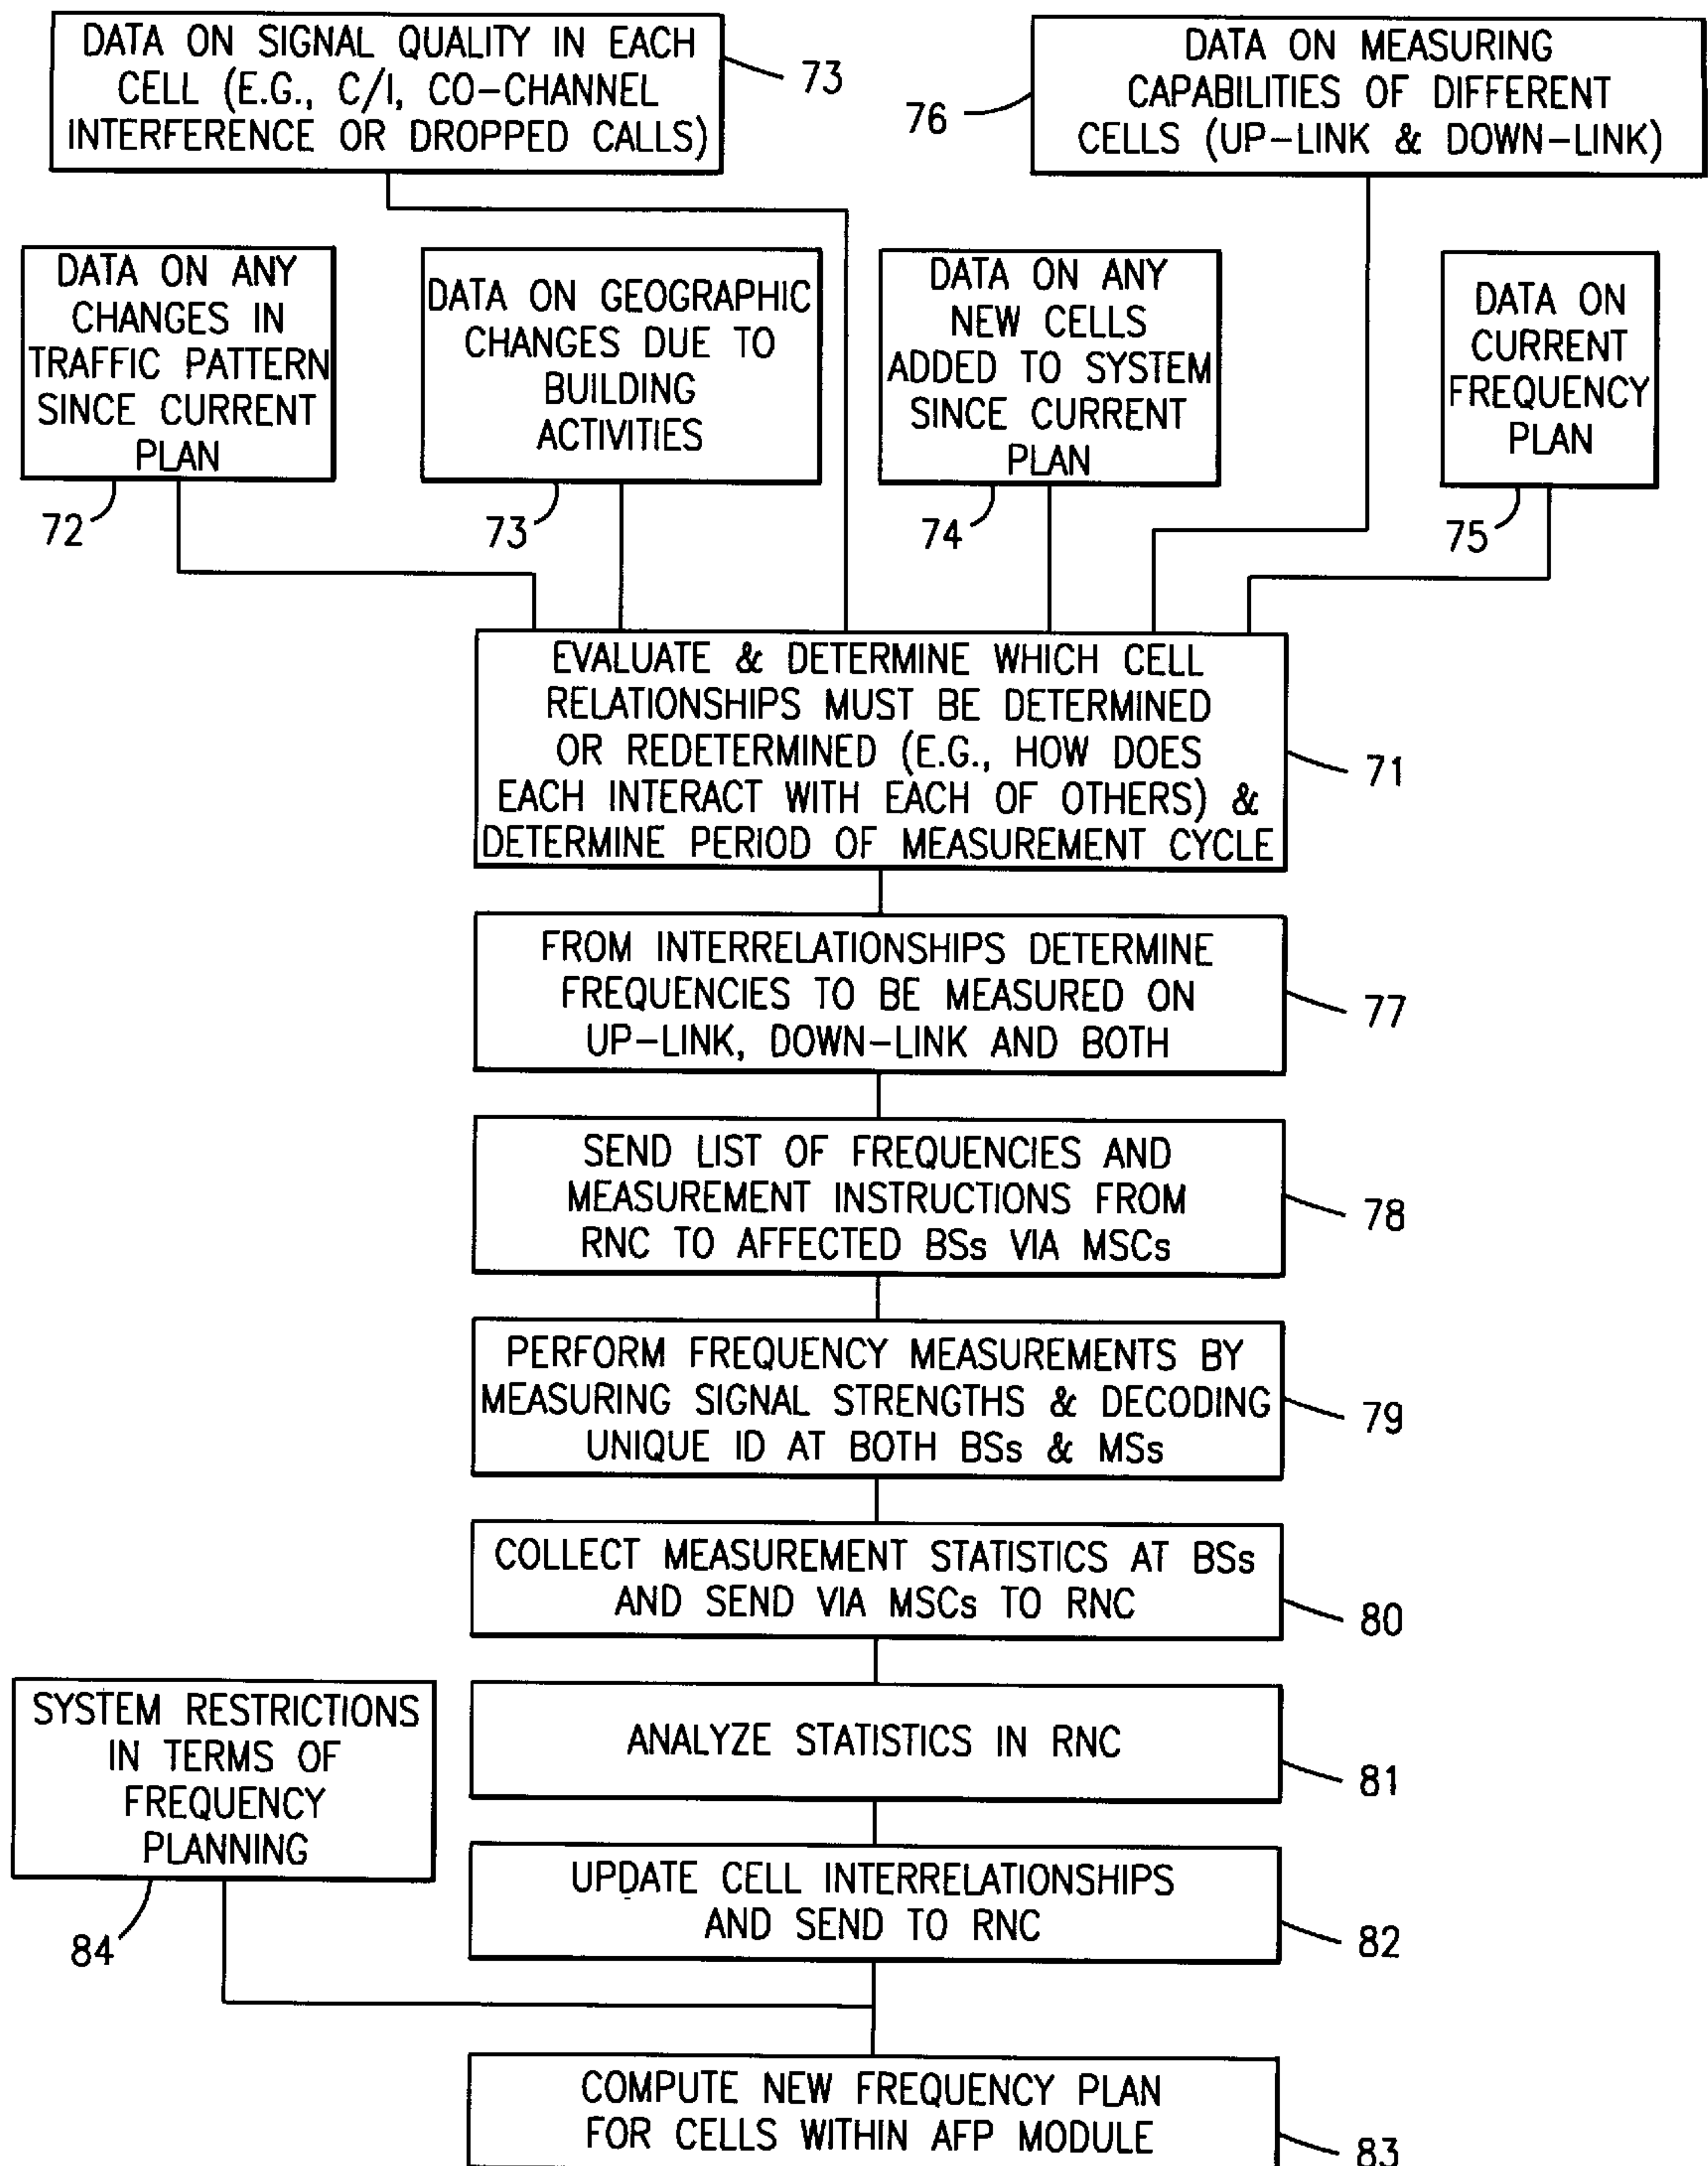 DATA ON SIGNAL QUALITY IN EACH
CELL (E.G., C/I, CO-CHANNEL
INTERFERENCE OR DROPPED CALLS)
73
DATA ON MEASURING
CAPABILITIES OF DIFFERENT
CELLS (UP-LINK & DOWN-LINK)
76
DATA ON ANY
CHANGES IN
TRAFFIC PATTERN
SINCE CURRENT
PLAN
72
DATA ON GEOGRAPHIC
CHANGES DUE TO
BUILDING
ACTIVITIES
73
DATA ON ANY
NEW CELLS
ADDED TO SYSTEM
SINCE CURRENT
PLAN
74
DATA ON
CURRENT
FREQUENCY
PLAN
75
EVALUATE & DETERMINE WHICH CELL
RELATIONSHIPS MUST BE DETERMINED
OR REDETERMINED (E.G., HOW DOES
EACH INTERACT WITH EACH OF OTHERS) &
DETERMINE PERIOD OF MEASUREMENT CYCLE
71
FROM INTERRELATIONSHIPS DETERMINE
FREQUENCIES TO BE MEASURED ON
UP-LINK, DOWN-LINK AND BOTH
77
SEND LIST OF FREQUENCIES AND
MEASUREMENT INSTRUCTIONS FROM
RNC TO AFFECTED BSs VIA MSCs
78
PERFORM FREQUENCY MEASUREMENTS BY
MEASURING SIGNAL STRENGTHS & DECODING
UNIQUE ID AT BOTH BSs & MSs
79
COLLECT MEASUREMENT STATISTICS AT BSs
AND SEND VIA MSCs TO RNC
80
ANALYZE STATISTICS IN RNC
81
SYSTEM RESTRICTIONS
IN TERMS OF
FREQUENCY
PLANNING
84
UPDATE CELL INTERRELATIONSHIPS
AND SEND TO RNC
82
COMPUTE NEW FREQUENCY PLAN
FOR CELLS WITHIN AFP MODULE
83